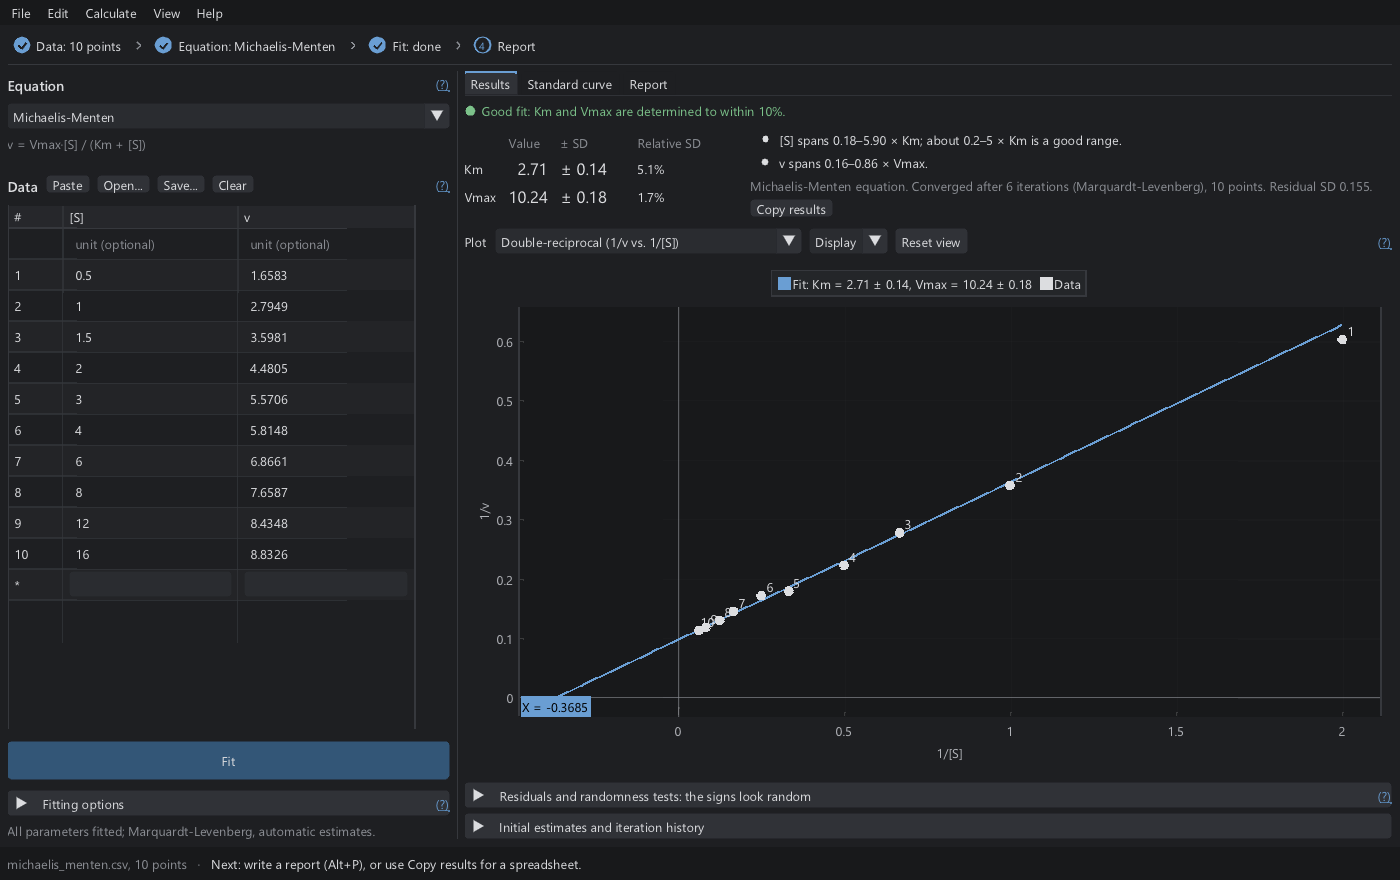 File Edit Calculate View Help
Data: 10 points > Equation: Michaelis-Menten > Fit: done > 4 Report
Equation (?)
Michaelis-Menten
v = Vmax·[S] / (Km + [S])
Data Paste Open... Save... Clear (?)
# [S] v
unit (optional) unit (optional)
1 0.5 1.6583
2 1 2.7949
3 1.5 3.5981
4 2 4.4805
5 3 5.5706
6 4 5.8148
7 6 6.8661
8 8 7.6587
9 12 8.4348
10 16 8.8326
*
Fit
Fitting options (?)
All parameters fitted; Marquardt-Levenberg, automatic estimates.
Results Standard curve Report
Good fit: Km and Vmax are determined to within 10%.
Value ± SD Relative SD
Km 2.71 ± 0.14 5.1%
Vmax 10.24 ± 0.18 1.7%
• [S] spans 0.18–5.90 × Km; about 0.2–5 × Km is a good range.
• v spans 0.16–0.86 × Vmax.
Michaelis-Menten equation. Converged after 6 iterations (Marquardt-Levenberg), 10 points. Residual SD 0.155.
Copy results
Plot Double-reciprocal (1/v vs. 1/[S]) Display Reset view (?)
Fit: Km = 2.71 ± 0.14, Vmax = 10.24 ± 0.18 Data
1/v
0.6
0.5
0.4
0.3
0.2
0.1
0
1
2
3
4
5
6
7
8
9
10
X = -0.3685
0 0.5 1 1.5 2
1/[S]
Residuals and randomness tests: the signs look random (?)
Initial estimates and iteration history
michaelis_menten.csv, 10 points · Next: write a report (Alt+P), or use Copy results for a spreadsheet.